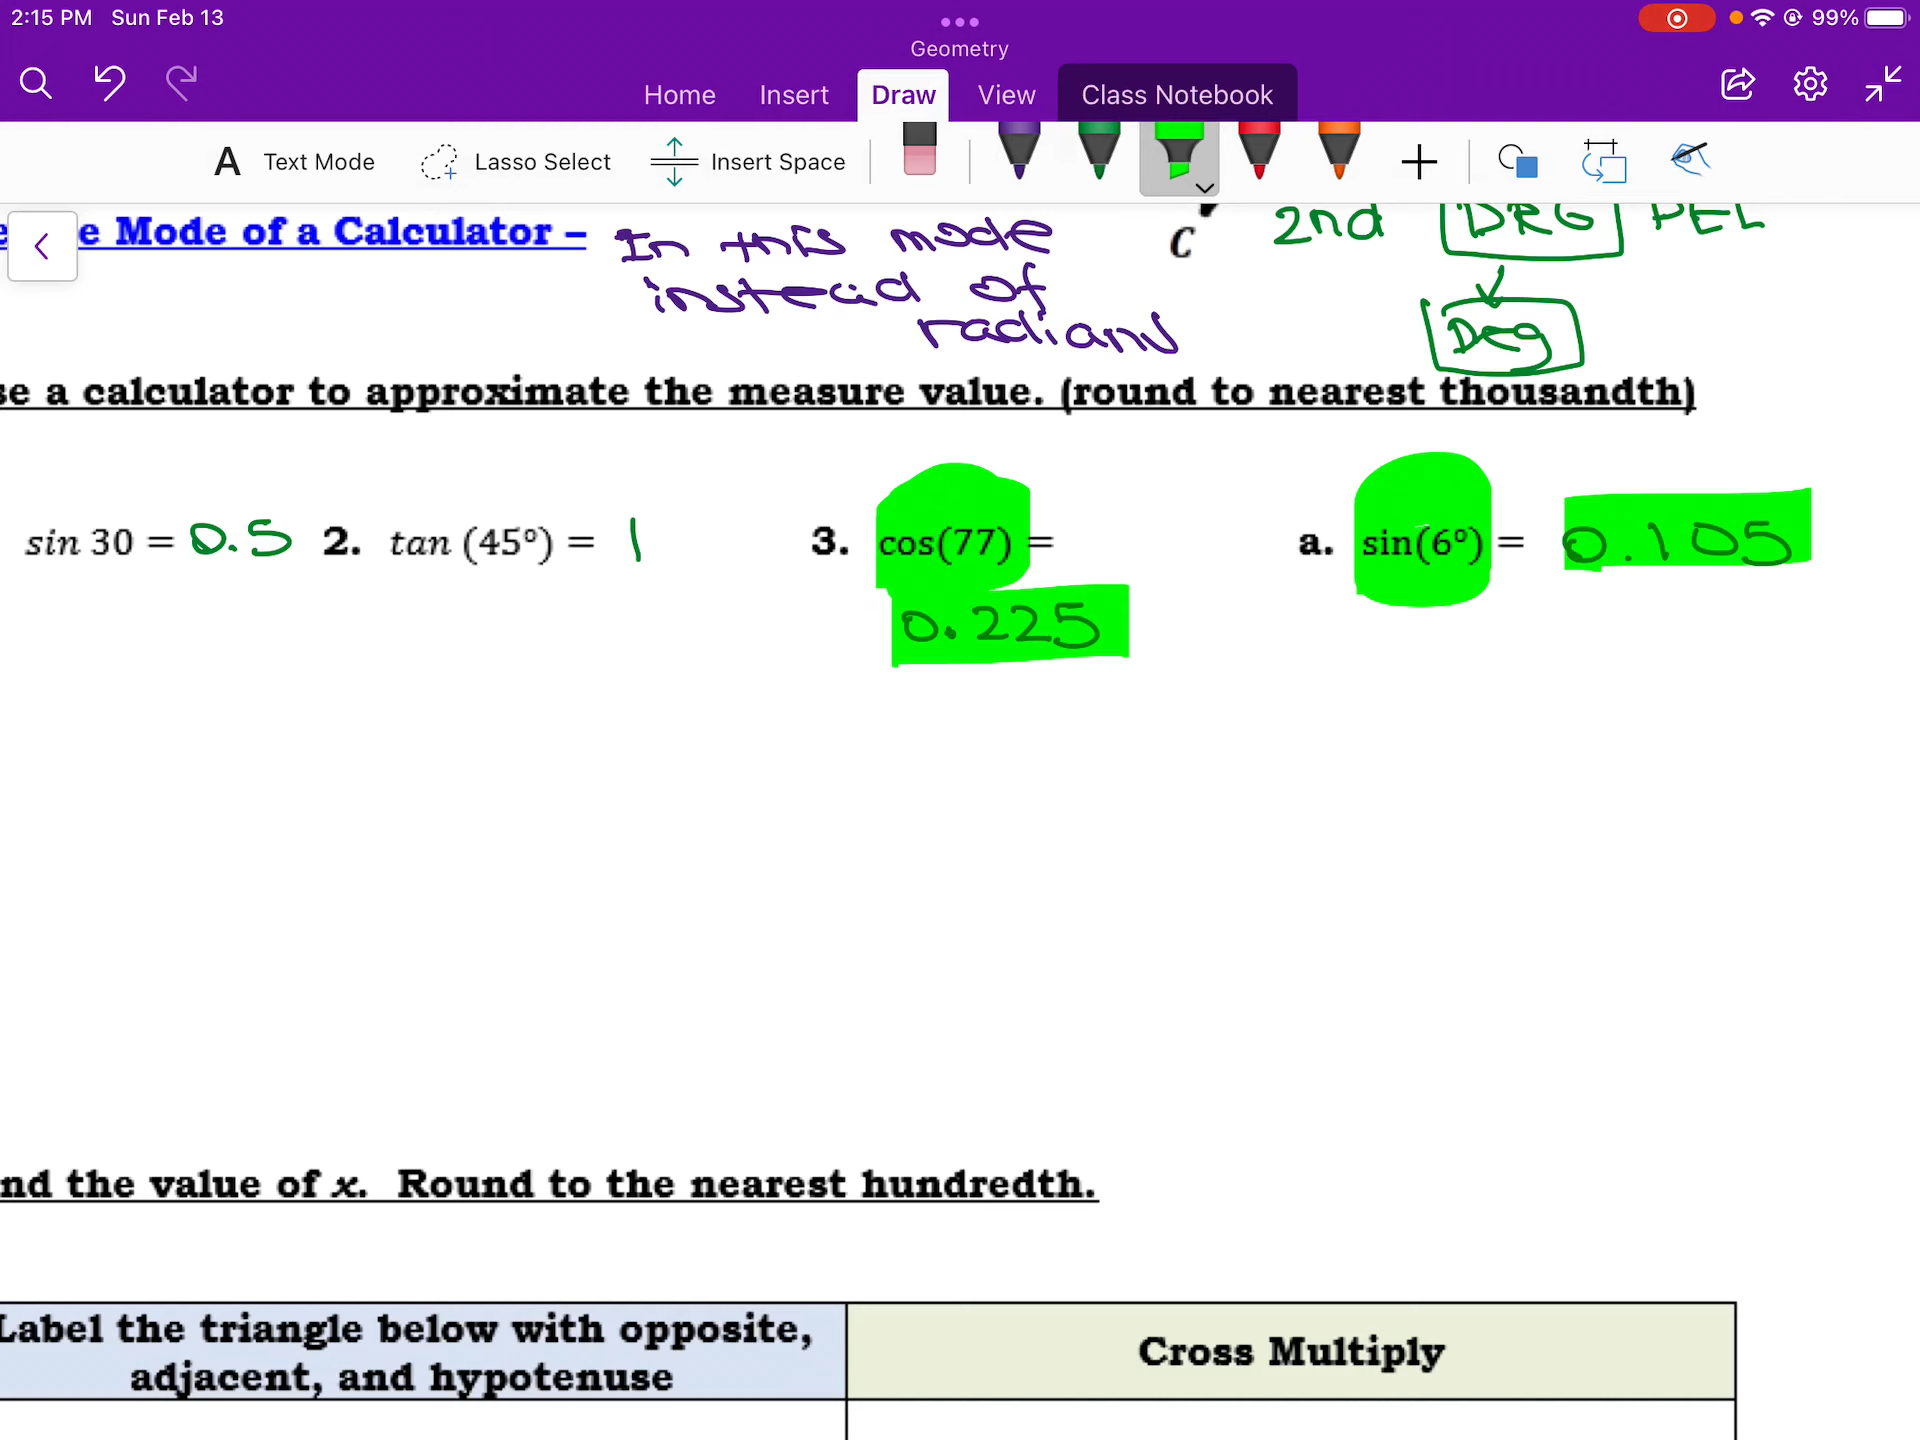 2:15 PM Sun Feb 13 99%
Geometry
Home Insert Draw View Class Notebook
A Text Mode Lasso Select Insert Space
e Mode of a Calculator – In this mode
instead of
radians
C 2nd DRG DEL
Deg
se a calculator to approximate the measure value. (round to nearest thousandth)
sin 30 = 0.5 2. tan (45°) = 1 3. cos(77) = a. sin(6°) = 0.105
0.225
nd the value of x. Round to the nearest hundredth.
Label the triangle below with opposite,
adjacent, and hypotenuse
Cross Multiply